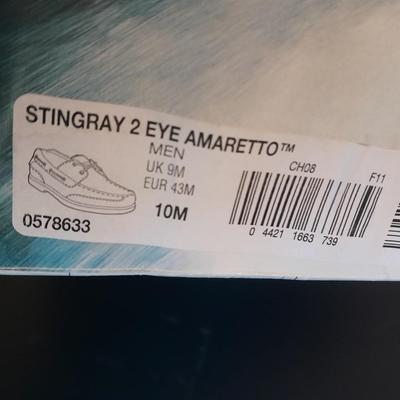 STINGRAY 2 EYE AMARETTO™
MEN
UK 9M
EUR 43M
10M
0578633
CH08
F11
0 4421 1663 739